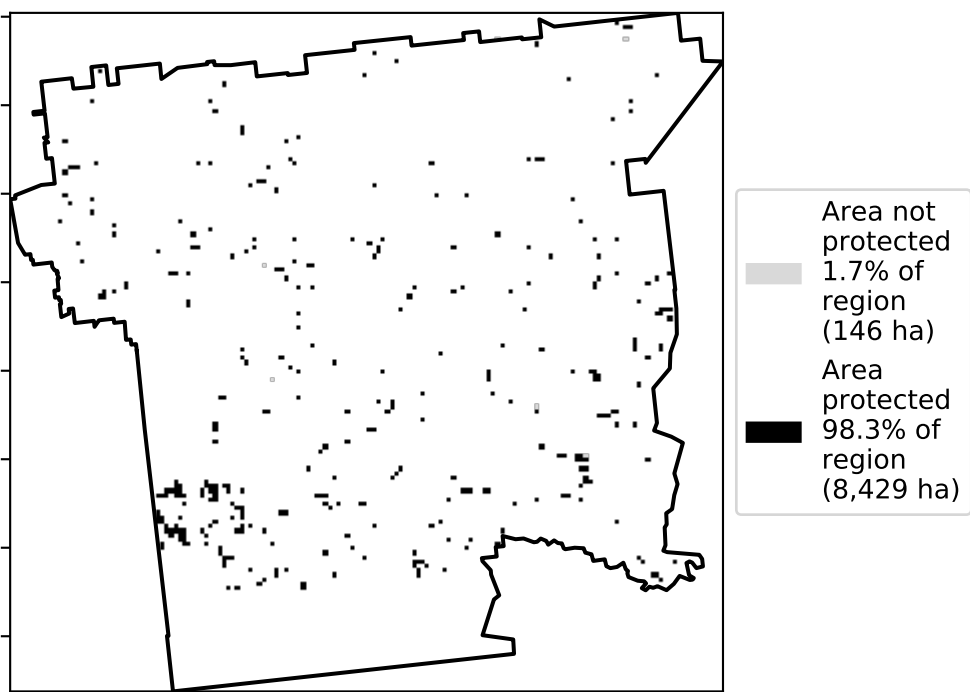 Area not
protected
1.7% of
region
(146 ha)
Area
protected
98.3% of
region
(8,429 ha)